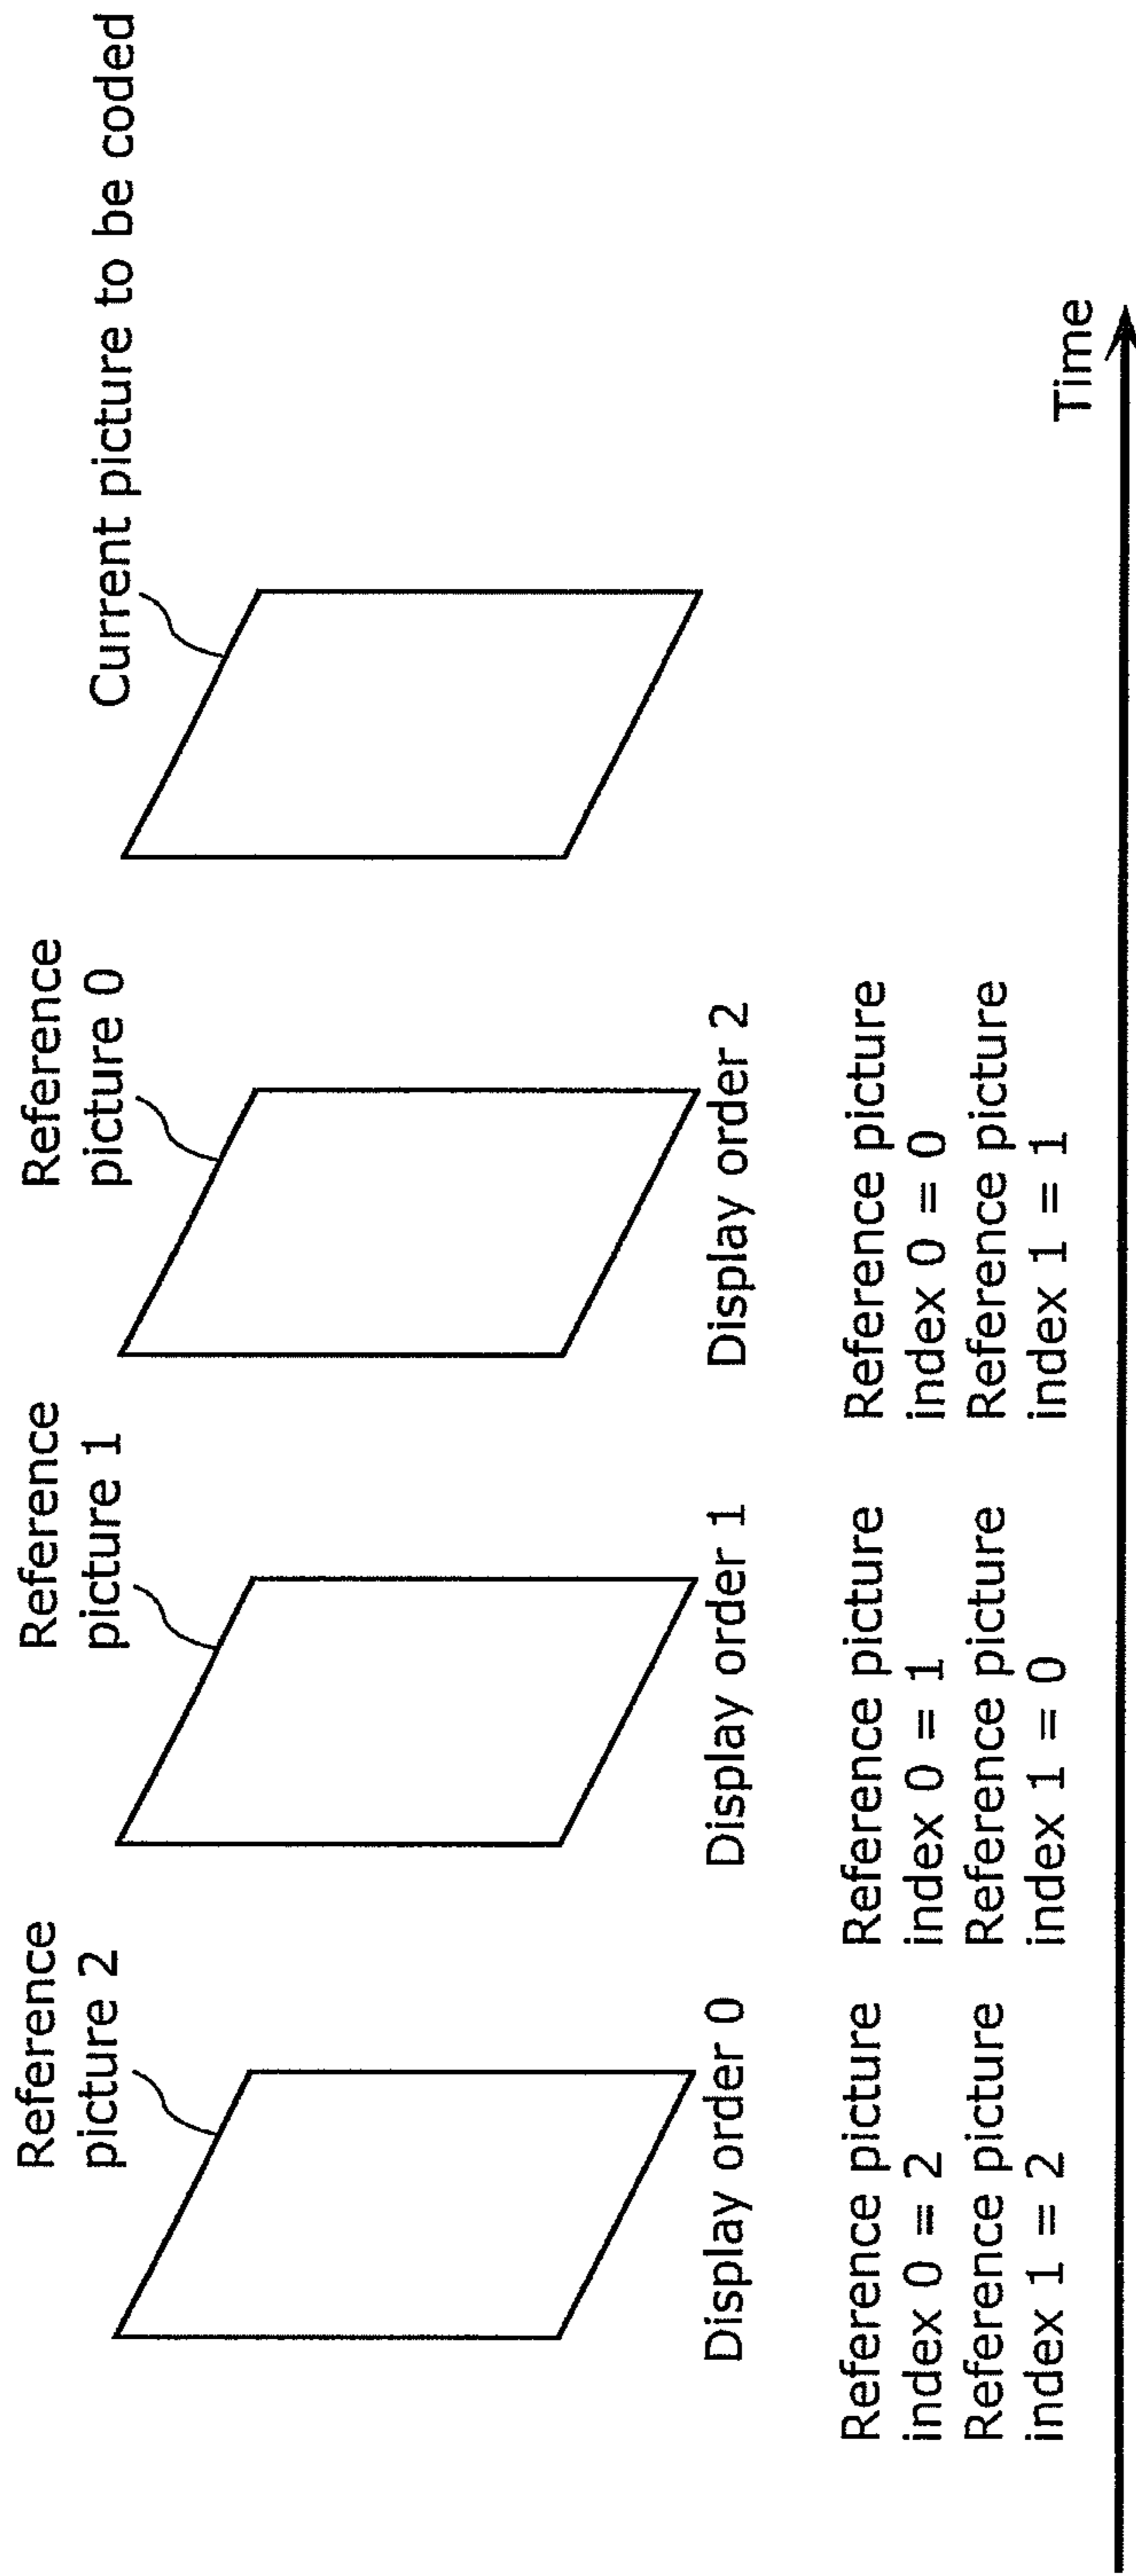 Reference
picture 2
Reference
picture 1
Reference
picture 0
Current picture to be coded
Display order 0
Display order 1
Display order 2
Reference picture
index 0 = 2
Reference picture
index 1 = 2
Reference picture
index 0 = 1
Reference picture
index 1 = 0
Reference picture
index 0 = 0
Reference picture
index 1 = 1
Time